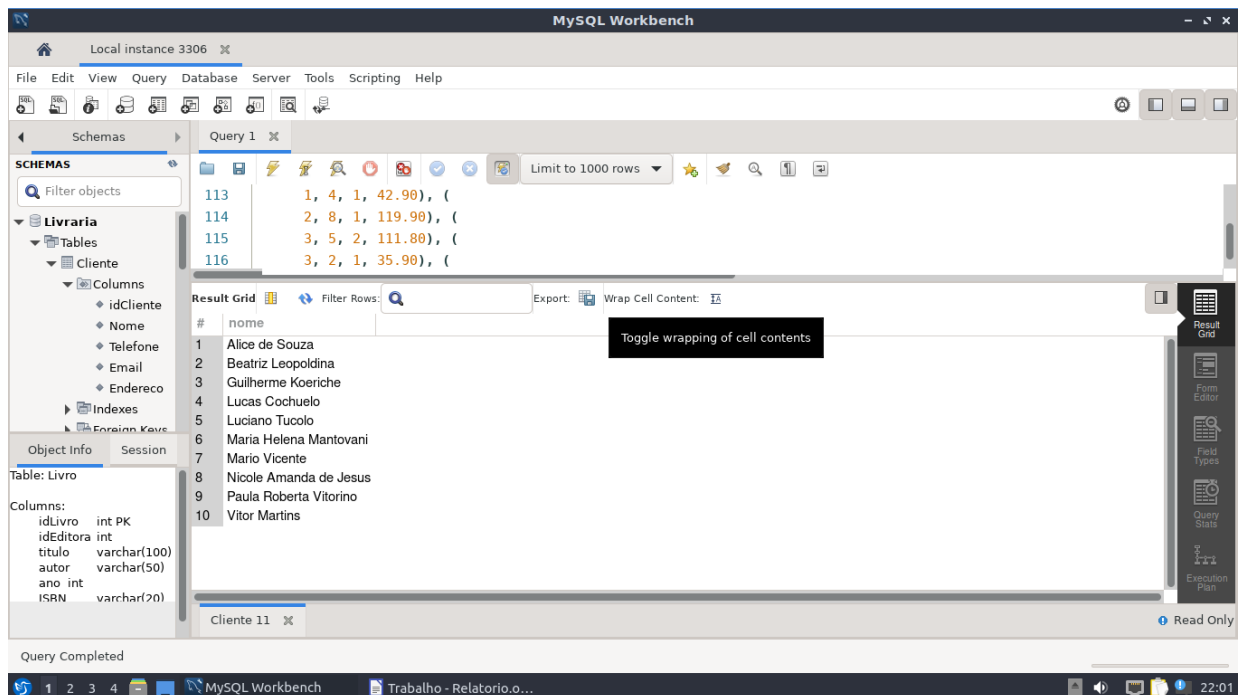 MySQL Workbench
Local instance 3306
File Edit View Query Database Server Tools Scripting Help
Schemas
Query 1
SCHEMAS
Filter objects
Limit to 1000 rows
113 1, 4, 1, 42.90), (
114 2, 8, 1, 119.90), (
115 3, 5, 2, 111.80), (
116 3, 2, 1, 35.90), (
Livraria
Tables
Cliente
Columns
idCliente
Nome
Telefone
Email
Endereco
Indexes
Foreign Keys
Result Grid Filter Rows: Export: Wrap Cell Content:
Toggle wrapping of cell contents
# nome
1 Alice de Souza
2 Beatriz Leopoldina
3 Guilherme Koeriche
4 Lucas Cochuelo
5 Luciano Tucolo
6 Maria Helena Mantovani
7 Mario Vicente
8 Nicole Amanda de Jesus
9 Paula Roberta Vitorino
10 Vitor Martins
Result
Grid
Form
Editor
Field
Types
Query
Stats
Execution
Plan
Object Info Session
Table: Livro
Columns:
idLivro int PK
idEditora int
titulo varchar(100)
autor varchar(50)
ano int
ISBN varchar(20)
Cliente 11
Read Only
Query Completed
1 2 3 4 MySQL Workbench Trabalho - Relatorio.o... 22:01